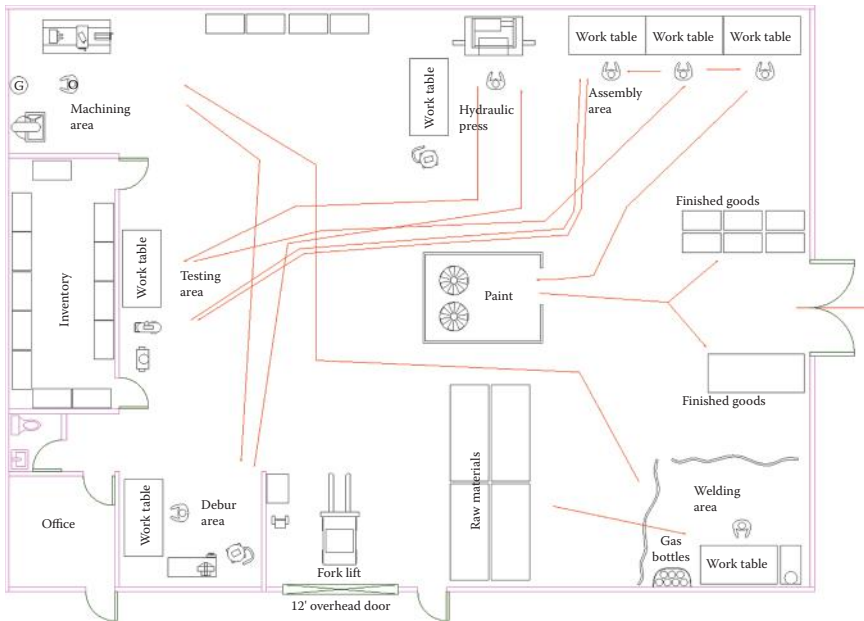 Work table
Work table
Work table
G
Machining
area
Work table
Hydraulic
press
Assembly
area
Finished goods
Inventory
Work table
Testing
area
Paint
Finished goods
Raw materials
Office
Work table
Debur
area
Fork lift
12' overhead door
Welding
area
Gas
bottles
Work table